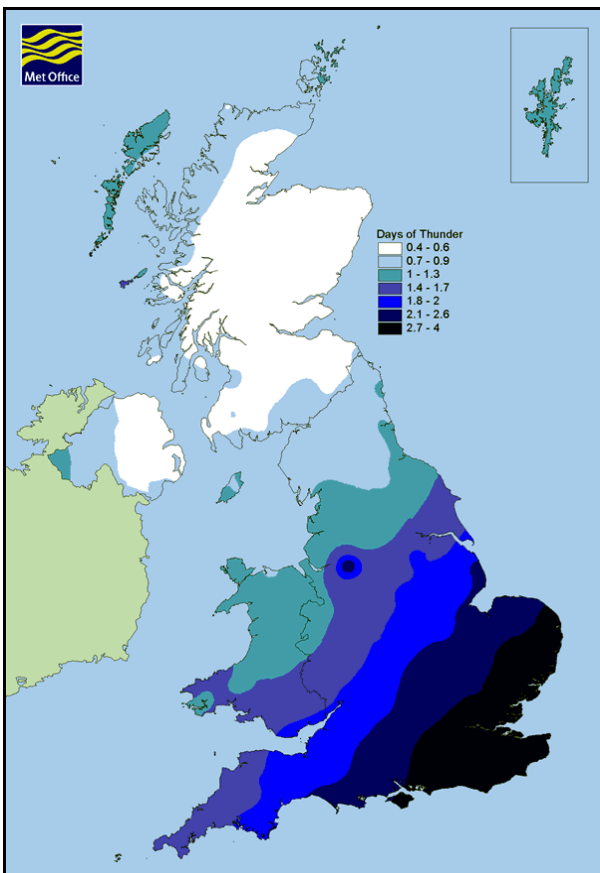 Met Office
Days of Thunder
0.4 - 0.6
0.7 - 0.9
1 - 1.3
1.4 - 1.7
1.8 - 2
2.1 - 2.6
2.7 - 4